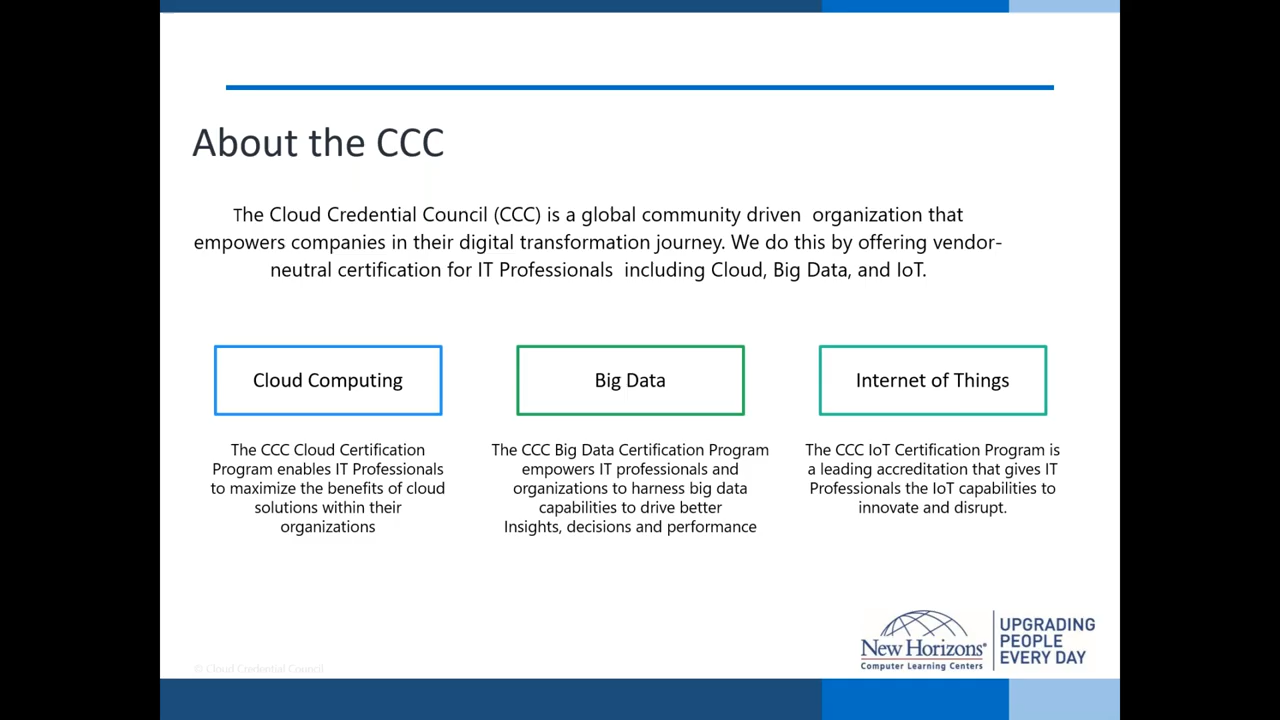 About the CCC
The Cloud Credential Council (CCC) is a global community driven organization that
empowers companies in their digital transformation journey. We do this by offering vendor-
neutral certification for IT Professionals including Cloud, Big Data, and IoT.
Cloud Computing
The CCC Cloud Certification
Program enables IT Professionals
to maximize the benefits of cloud
solutions within their
organizations
Big Data
The CCC Big Data Certification Program
empowers IT professionals and
organizations to harness big data
capabilities to drive better
Insights, decisions and performance
Internet of Things
The CCC IoT Certification Program is
a leading accreditation that gives IT
Professionals the IoT capabilities to
innovate and disrupt.
© Cloud Credential Council
New Horizons®
Computer Learning Centers
UPGRADING
PEOPLE
EVERY DAY